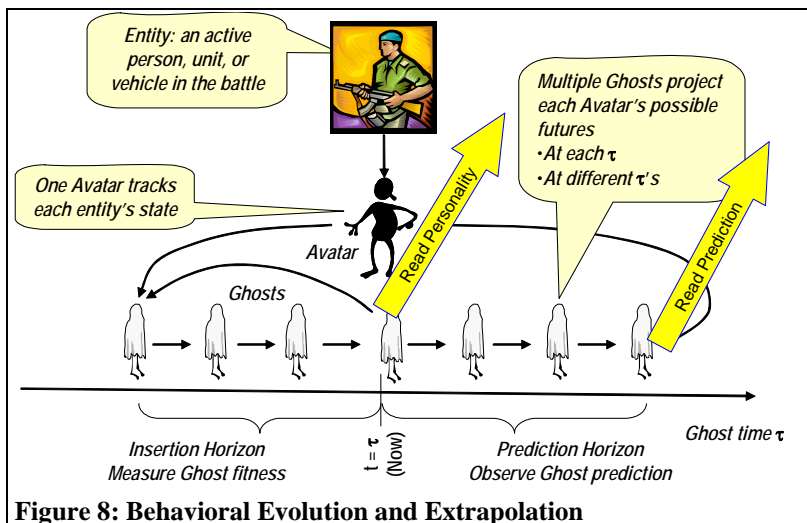 Entity: an active
person, unit, or
vehicle in the battle
Multiple Ghosts project
each Avatar's possible
futures
•At each τ
•At different τ's
One Avatar tracks
each entity's state
Avatar
Read Personality
Read Prediction
Ghosts
Insertion Horizon
Measure Ghost fitness
t = τ
(Now)
Prediction Horizon
Observe Ghost prediction
Ghost time τ
Figure 8: Behavioral Evolution and Extrapolation